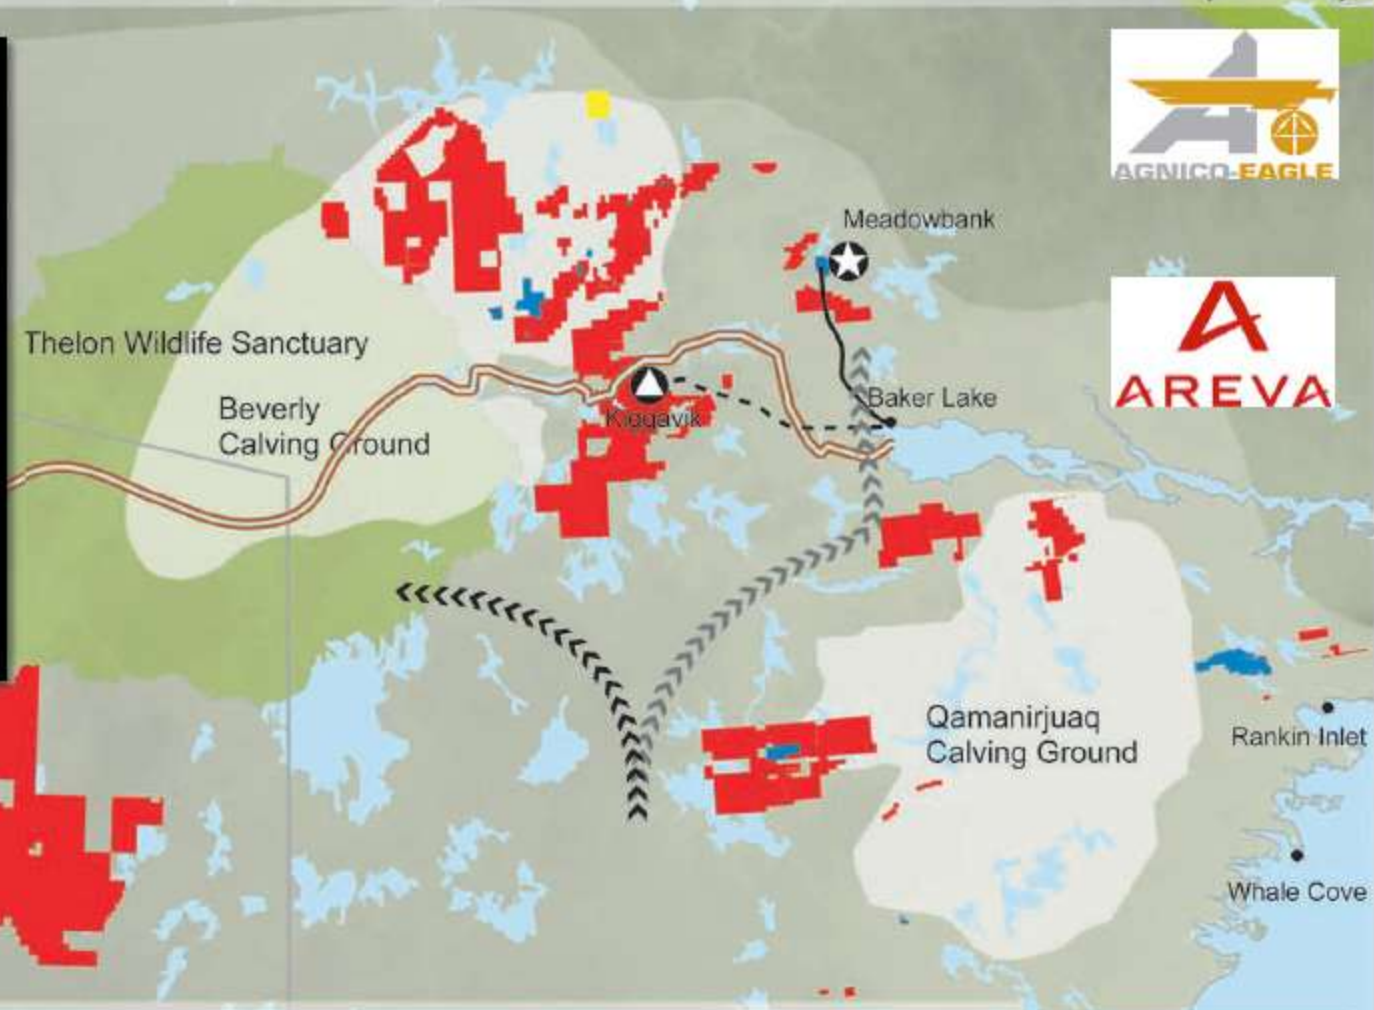 AGNICO-EAGLE
Meadowbank
AREVA
Thelon Wildlife Sanctuary
Beverly
Calving Ground
Kiggavik
Baker Lake
Qamanirjuaq
Calving Ground
Rankin Inlet
Whale Cove